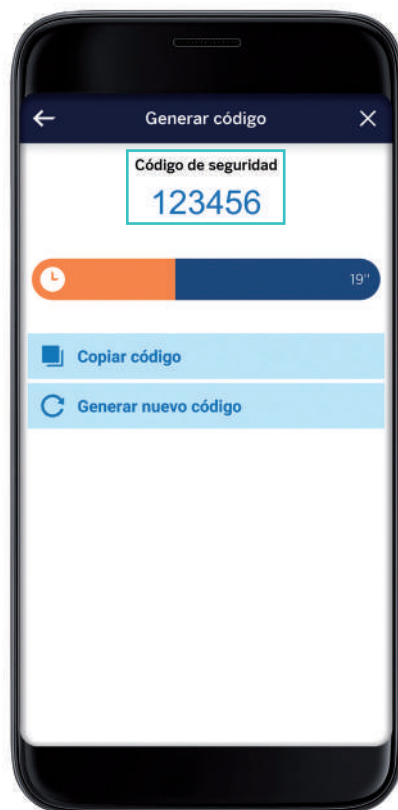 Generar código
Código de seguridad
123456
19"
Copiar código
Generar nuevo código